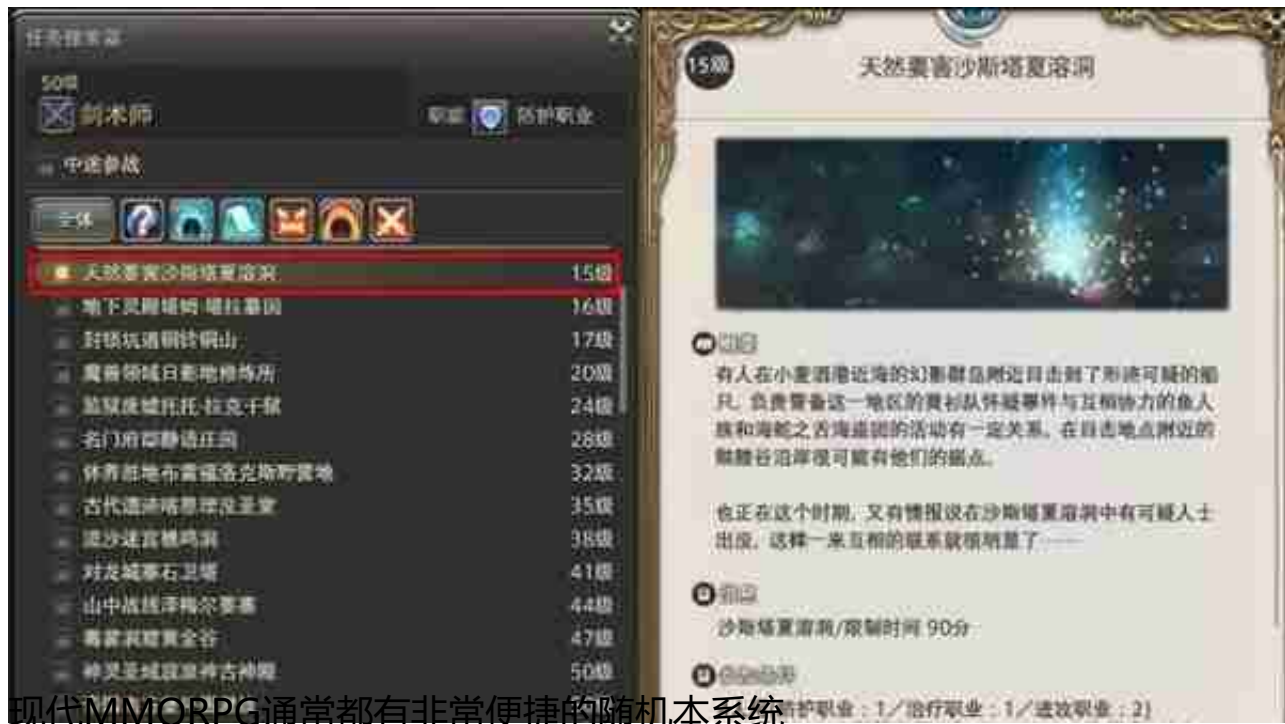 任务搜索器
50级
剑术师
职能 防护职业
中途参战
全体
天然要害沙斯塔夏溶洞 15级
地下灵殿塔姆·塔拉墓园 16级
封锁坑道铜铃铜山 17级
魔兽领域日影地修炼所 20级
监狱废墟托托·拉克千狱 24级
名门府邸静语庄园 28级
休养胜地布雷福洛克斯野营地 32级
古代遗迹喀恩埋没圣堂 35级
流沙迷宫樵鸣洞 38级
对龙城塞石卫塔 41级
山中战线泽梅尔要塞 44级
毒雾洞窟黄金谷 47级
神灵圣域放浪神古神殿 50级
15级
天然要害沙斯塔夏溶洞
有人在小麦酒港近海的幻影群岛附近目击到了形迹可疑的船
只。负责警备这一地区的黄衫队怀疑事件与互相协力的鱼人
族和海蛇之舌海盗团的活动有一定关系。在目击地点附近的
骷髅谷沿岸很可能有他们的据点。
也正在这个时期，又有情报说在沙斯塔夏溶洞中有可疑人士
出没，这样一来互相的联系就很明显了……
沙斯塔夏溶洞/限制时间 90分
防护职业：1/治疗职业：1/进攻职业：2)
现代MMORPG通常都有非常便捷的随机本系统